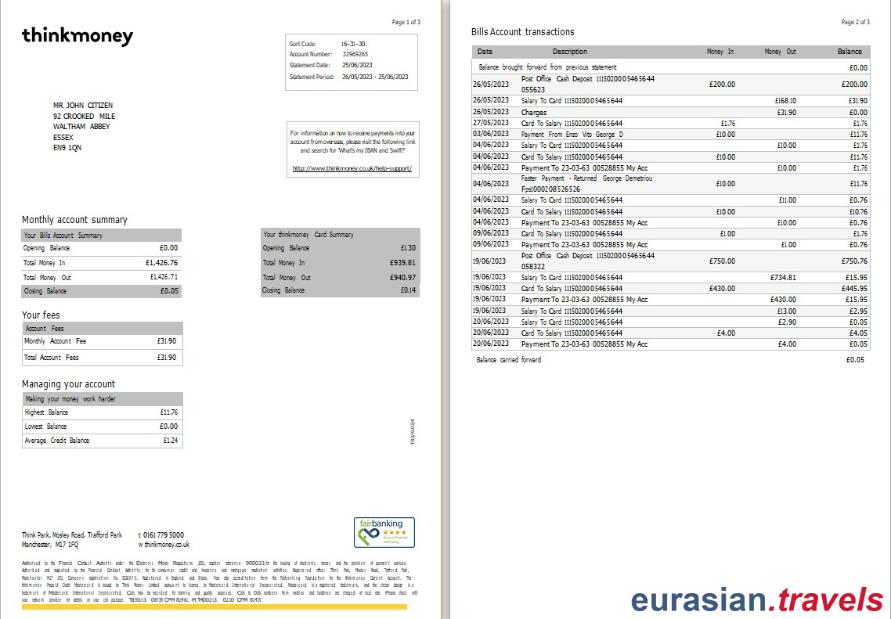 Page 1 of 3
thinkmoney
Sort Code: 16-31-30
Account Number: 32969265
Statement Date: 25/06/2023
Statement Period: 26/05/2023 - 25/06/2023
MR JOHN CITIZEN
92 CROOKED MILE
WALTHAM ABBEY
ESSEX
EN9 1QN
For information on how to receive payments into your
account from overseas, please visit the following link
and search for "What's my IBAN and Swift?"
http://www.thinkmoney.co.uk/help-support/
Monthly account summary
Your Bills Account Summary
Opening Balance £0.00
Total Money In £1,426.76
Total Money Out £1,426.71
Closing Balance £0.05
Your thinkmoney Card Summary
Opening Balance £1.30
Total Money In £939.81
Total Money Out £940.97
Closing Balance £0.14
Your fees
Account Fees
Monthly Account Fee £31.90
Total Account Fees £31.90
Managing your account
Making your money work harder
Highest Balance £11.76
Lowest Balance £0.00
Average Credit Balance £1.24
Think Park, Mosley Road, Trafford Park t 0161 779 5000
Manchester, M17 1FQ w thinkmoney.co.uk
fairbanking
Page 2 of 3
Bills Account transactions
Date Description Money In Money Out Balance
Balance brought forward from previous statement £0.00
26/05/2023 Post Office Cash Deposit 1115020005465644 £200.00 £200.00
055623
26/05/2023 Salary To Card 1115020005465644 £168.10 £31.90
26/05/2023 Charges £31.90 £0.00
27/05/2023 Card To Salary 1115020005465644 £1.76 £1.76
03/06/2023 Payment From Enzo Vito George D £10.00 £11.76
04/06/2023 Salary To Card 1115020005465644 £10.00 £1.76
04/06/2023 Card To Salary 1115020005465644 £10.00 £11.76
04/06/2023 Payment To 23-03-63 00528855 My Acc £10.00 £1.76
04/06/2023 Faster Payment - Returned George Demetriou £10.00 £11.76
Fpsf000208526526
04/06/2023 Salary To Card 1115020005465644 £11.00 £0.76
04/06/2023 Card To Salary 1115020005465644 £10.00 £10.76
04/06/2023 Payment To 23-03-63 00528855 My Acc £10.00 £0.76
09/06/2023 Card To Salary 1115020005465644 £1.00 £1.76
09/06/2023 Payment To 23-03-63 00528855 My Acc £1.00 £0.76
19/06/2023 Post Office Cash Deposit 1115020005465644 £750.00 £750.76
058322
19/06/2023 Salary To Card 1115020005465644 £734.81 £15.95
19/06/2023 Card To Salary 1115020005465644 £430.00 £445.95
19/06/2023 Payment To 23-03-63 00528855 My Acc £430.00 £15.95
19/06/2023 Salary To Card 1115020005465644 £13.00 £2.95
20/06/2023 Salary To Card 1115020005465644 £2.90 £0.05
20/06/2023 Card To Salary 1115020005465644 £4.00 £4.05
20/06/2023 Payment To 23-03-63 00528855 My Acc £4.00 £0.05
Balance carried forward £0.05
eurasian.travels